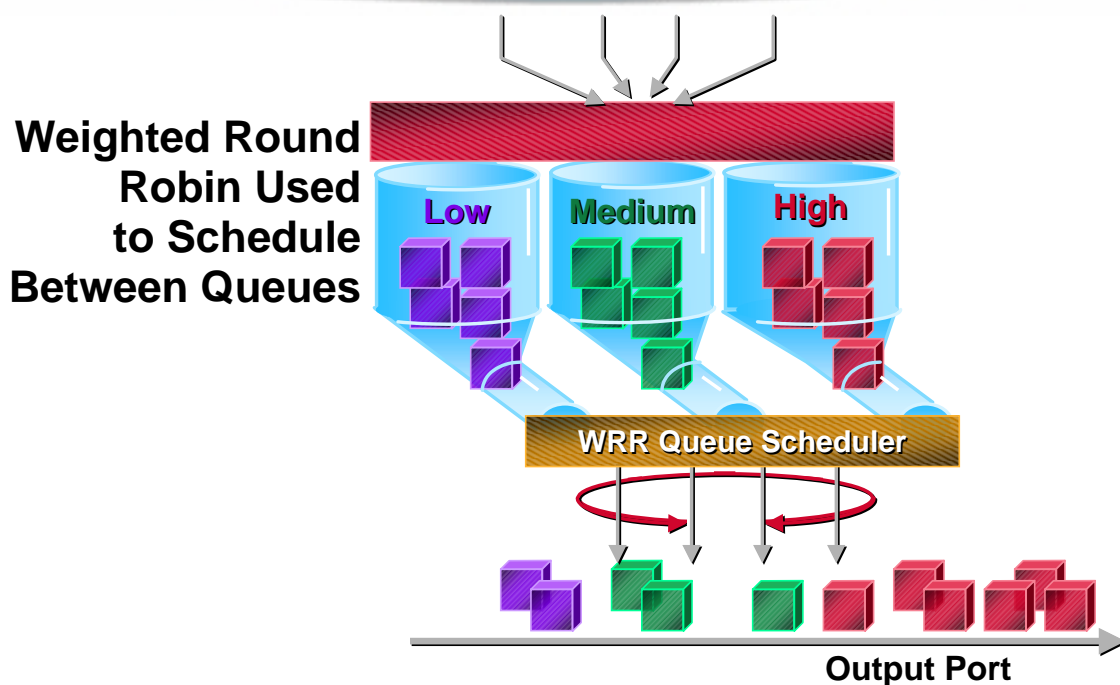 Weighted Round
Robin Used
to Schedule
Between Queues
Low
Medium
High
WRR Queue Scheduler
Output Port